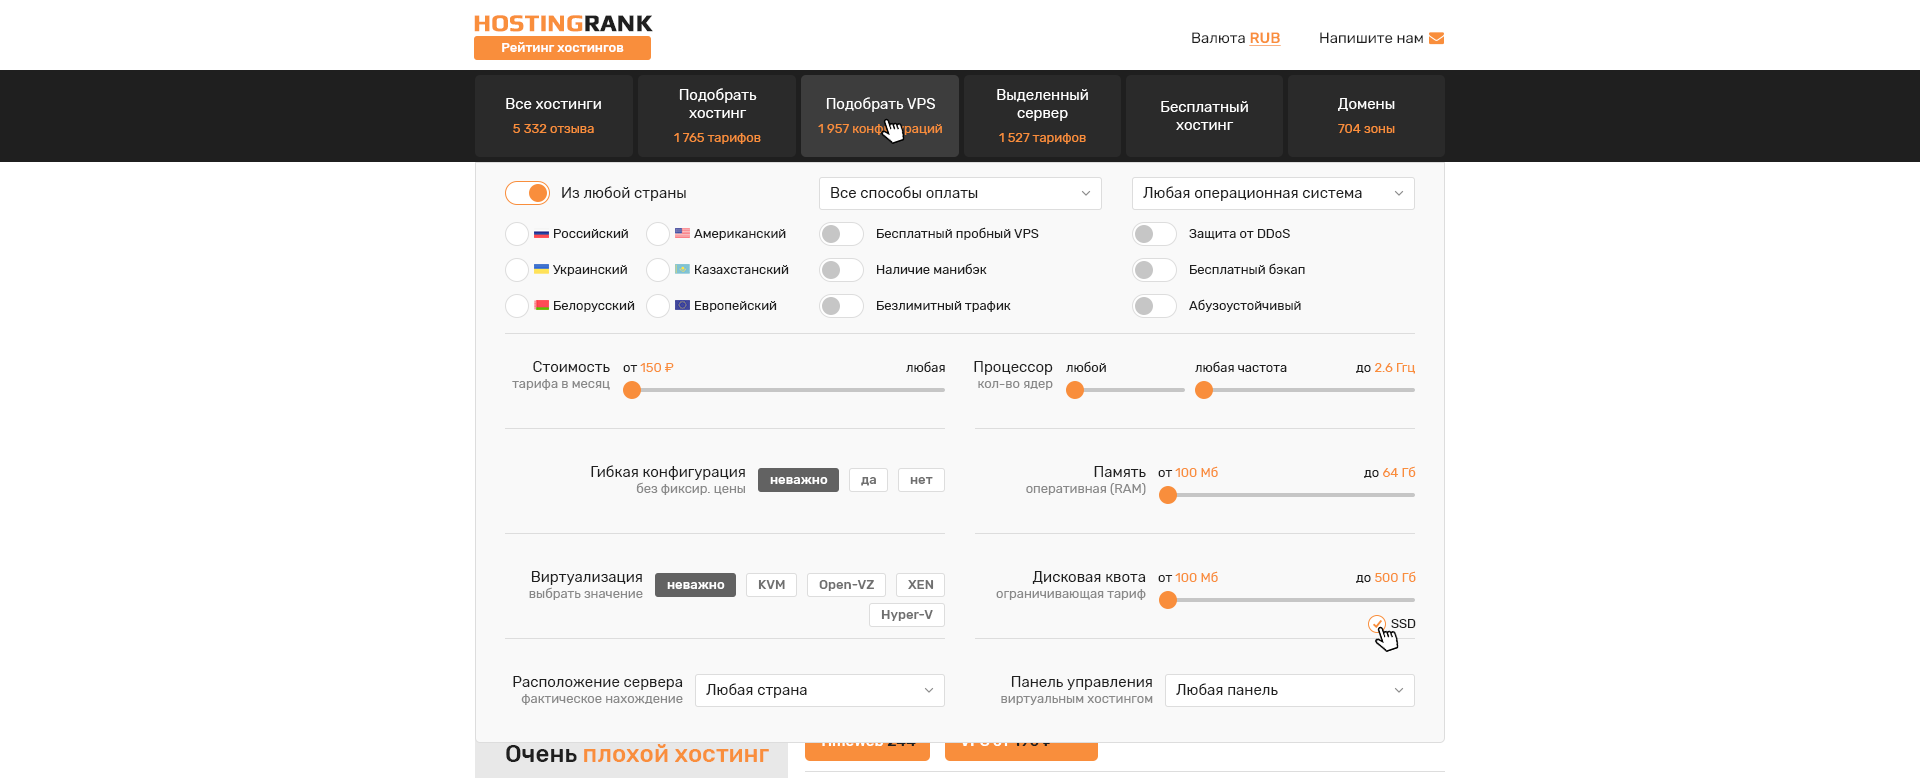 HOSTINGRANK
Рейтинг хостингов
Валюта RUB
Напишите нам
Все хостинги
5 332 отзыва
Подобрать
хостинг
1 765 тарифов
Подобрать VPS
1 957
Выделенный
сервер
1 527 тарифов
Бесплатный
хостинг
Домены
704 зоны
Из любой страны
Все способы оплаты
Любая операционная система
Российский
Американский
Бесплатный пробный VPS
Защита от DDoS
Украинский
Казахстанский
Наличие манибэк
Бесплатный бэкап
Белорусский
Европейский
Безлимитный трафик
Абузоустойчивый
Стоимость
тарифа в месяц
от 150 ₽
любая
Процессор
кол-во ядер
любой
любая частота
до 2.6 Ггц
Гибкая конфигурация
без фиксир. цены
неважно
да
нет
Память
оперативная (RAM)
от 100 Мб
до 64 Гб
Виртуализация
выбрать значение
неважно
KVM
Open-VZ
XEN
Hyper-V
Дисковая квота
ограничивающая тариф
от 100 Мб
до 500 Гб
SSD
Расположение сервера
фактическое нахождение
Любая страна
Панель управления
виртуальным хостингом
Любая панель
Очень плохой хостинг